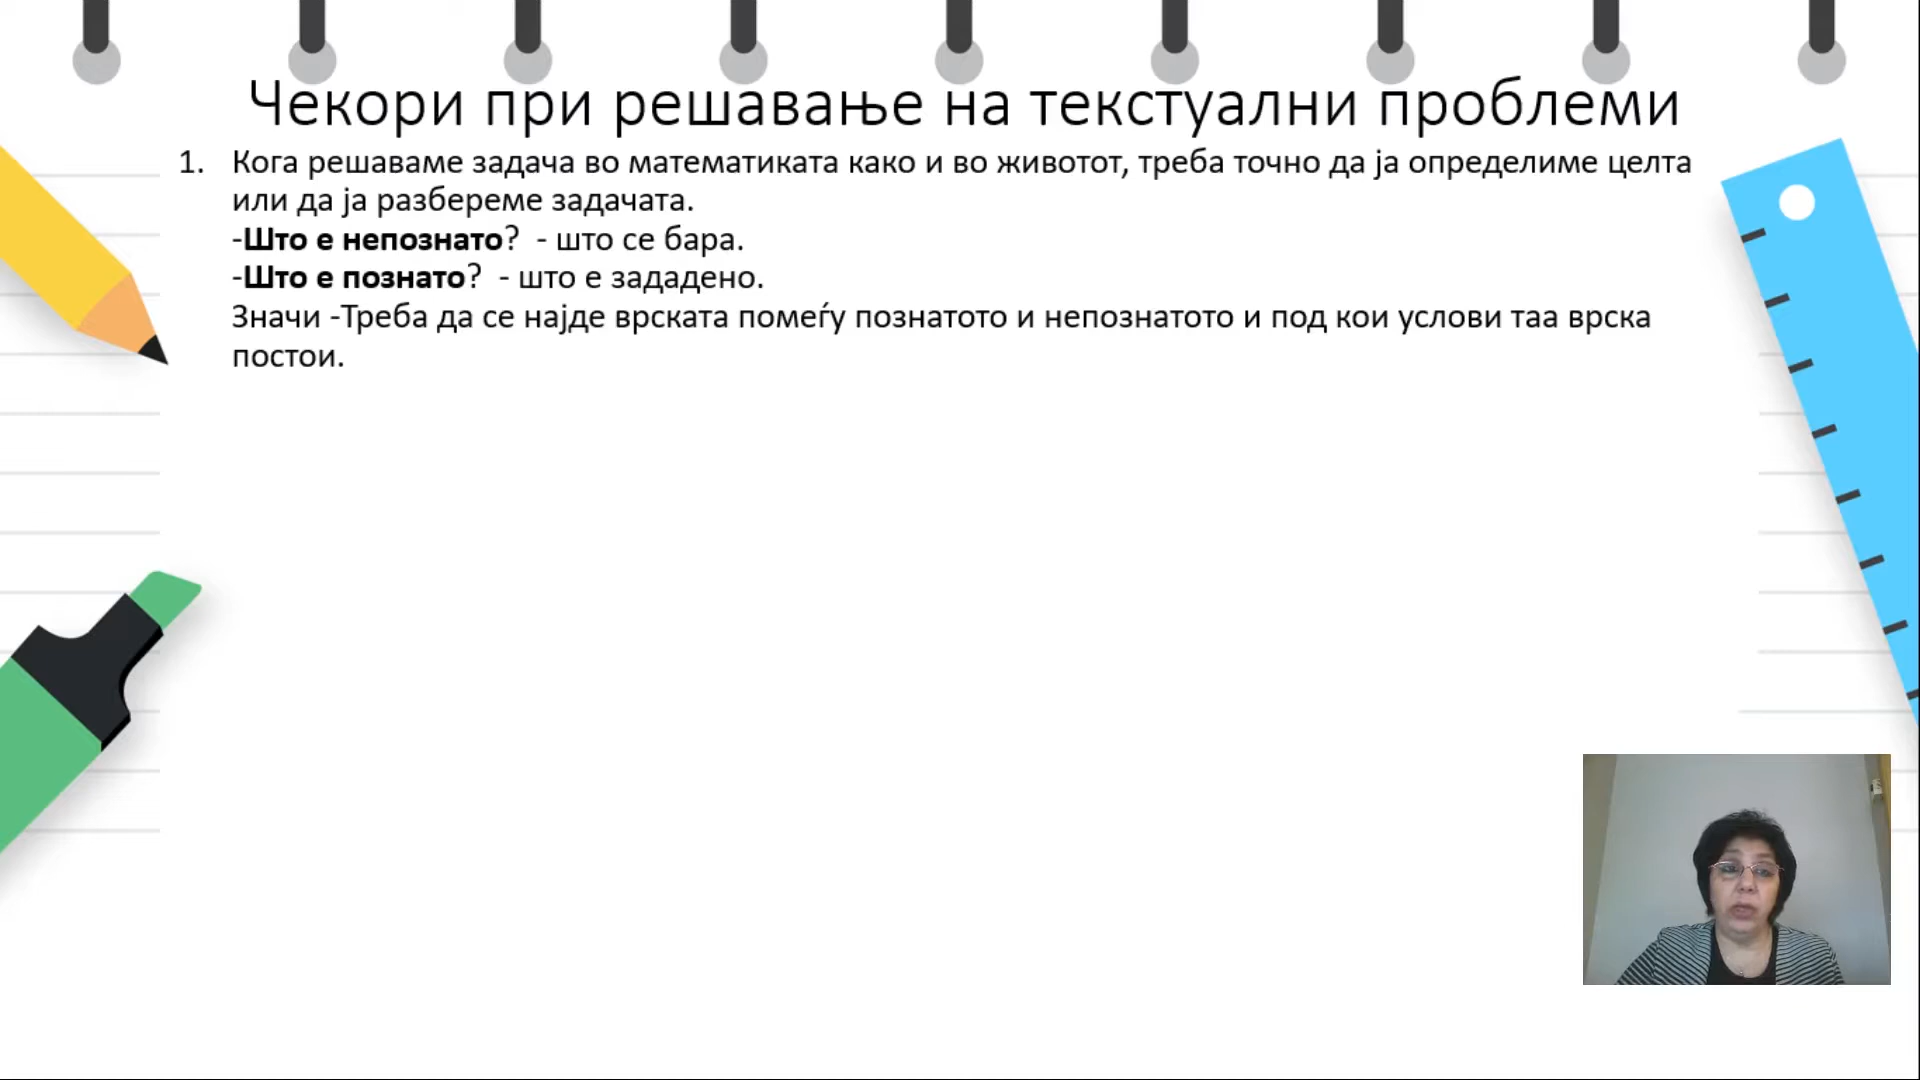 Чекори при решавање на текстуални проблеми
1. Кога решаваме задача во математиката како и во животот, треба точно да ја определиме целта
или да ја разбереме задачата.
-Што е непознато? - што се бара.
-Што е познато? - што е зададено.
Значи -Треба да се најде врската помеѓу познатото и непознатото и под кои услови таа врска
постои.